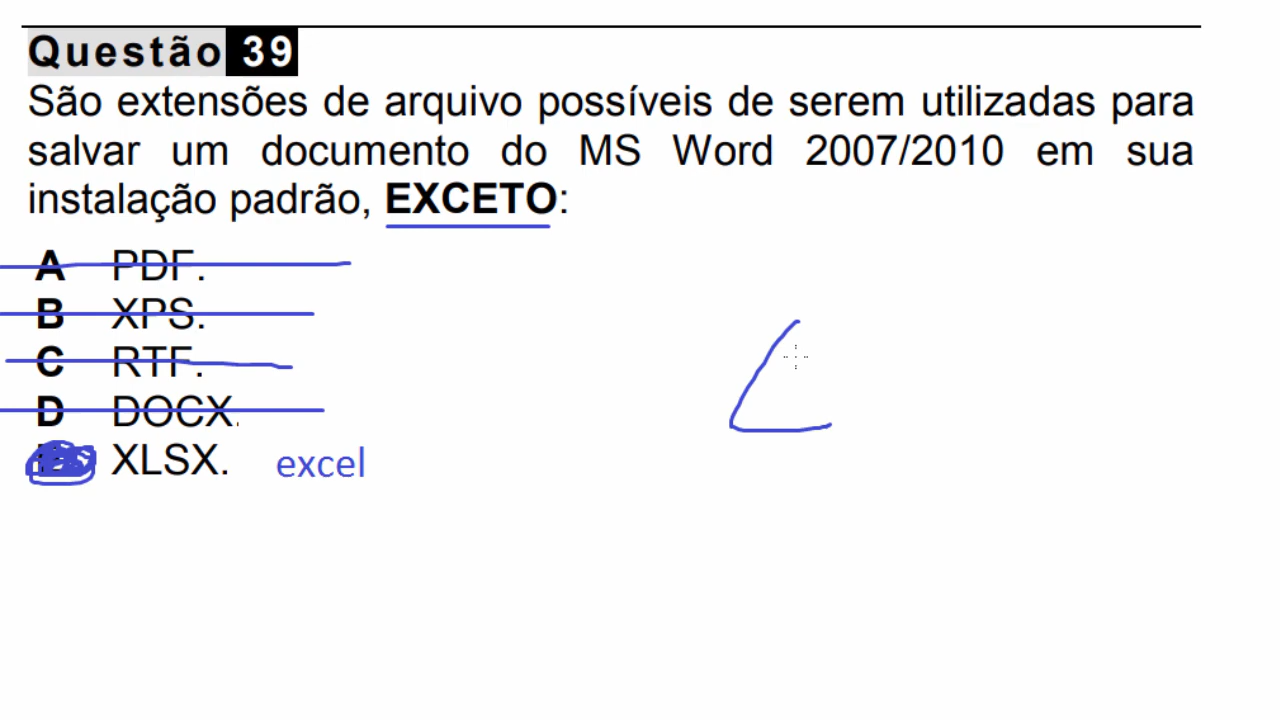 Questão 39
São extensões de arquivo possíveis de serem utilizadas para
salvar um documento do MS Word 2007/2010 em sua
instalação padrão, EXCETO:
A PDF.
B XPS.
C RTF.
D DOCX.
XLSX. excel